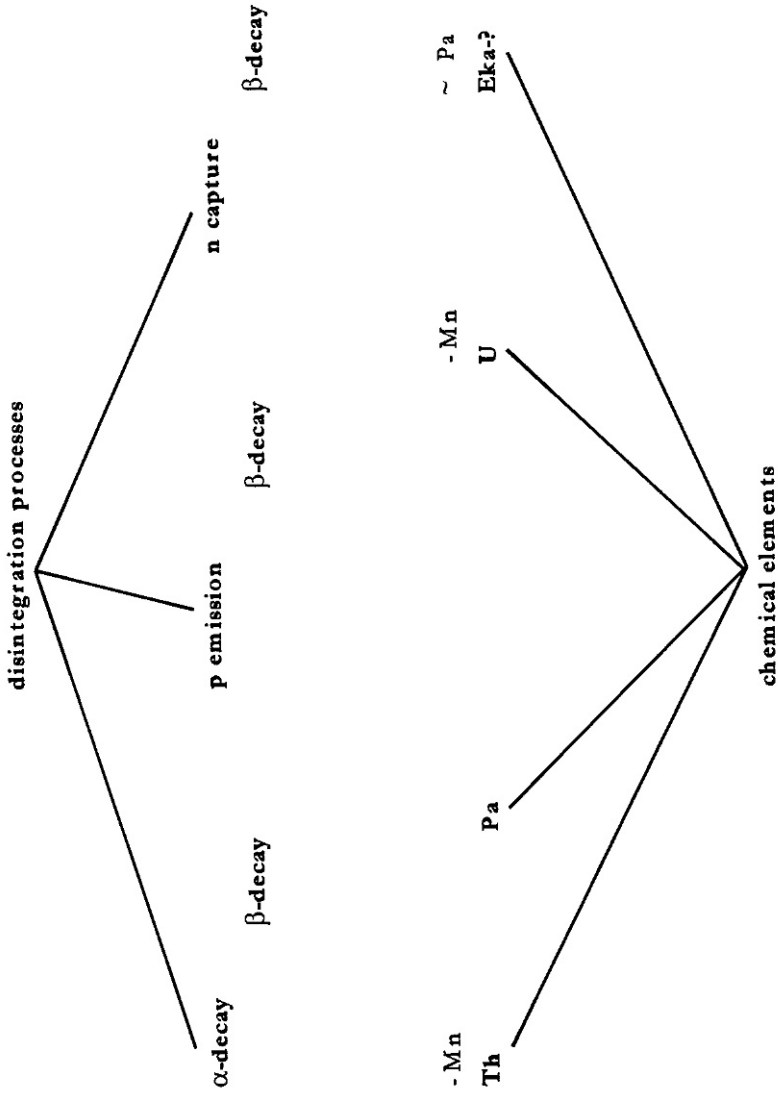 disintegration processes
α-decay p emission n capture
β-decay β-decay β-decay
-Mn -Mn ~ Pa
Th Pa U Eka-?
chemical elements